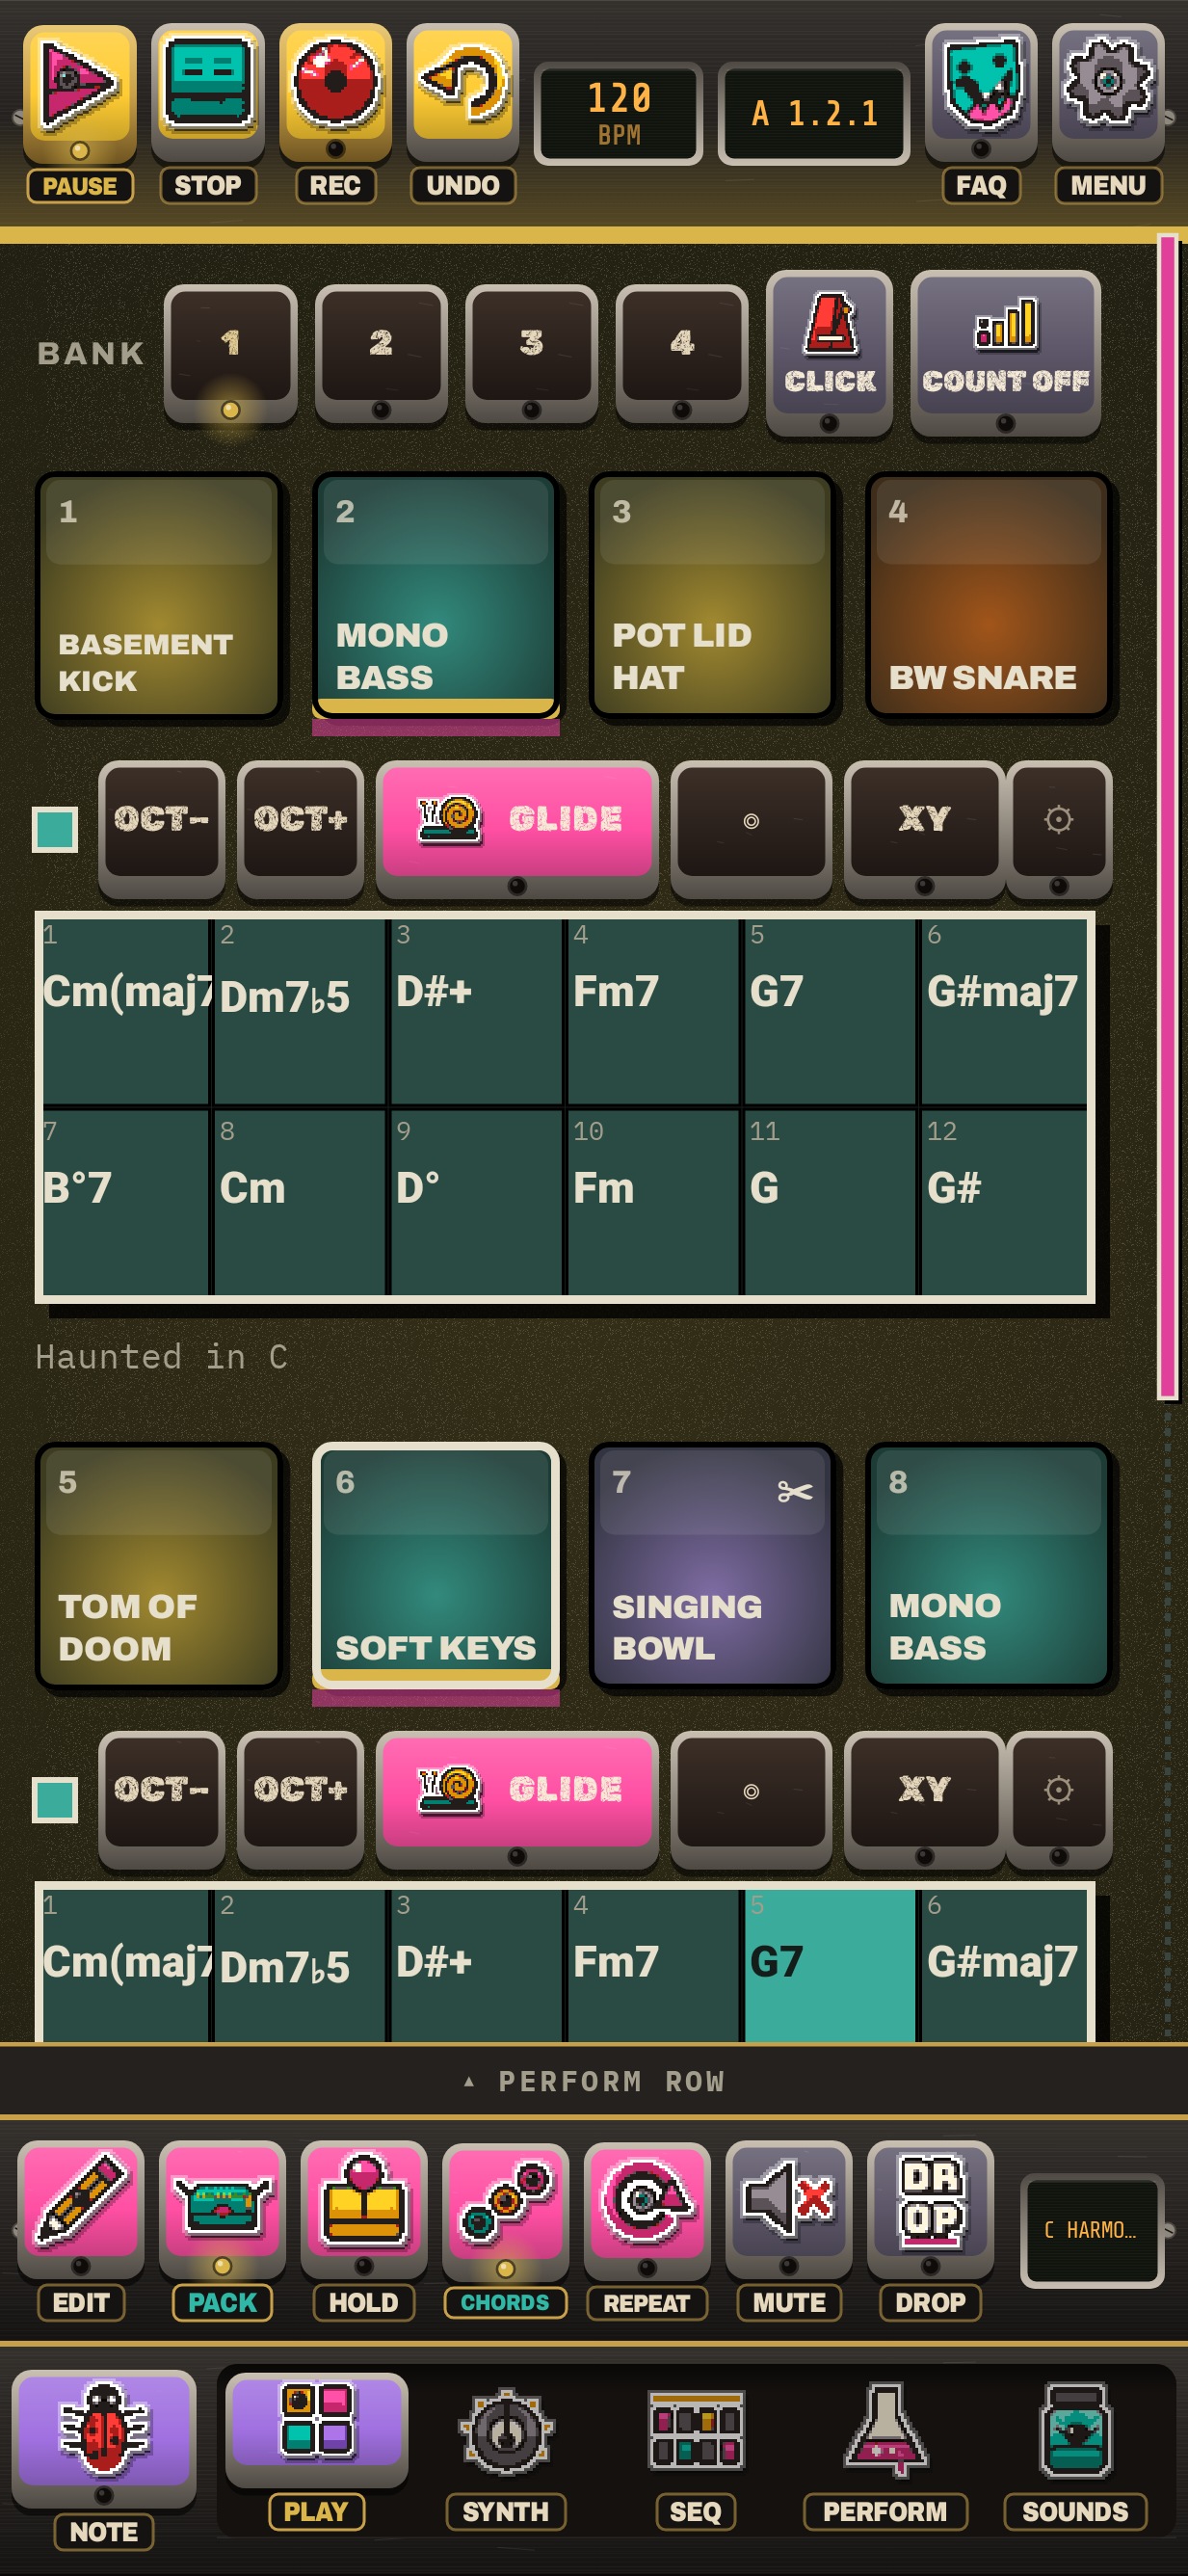 120
BPM
A 1.2.1
PAUSE
STOP
REC
UNDO
FAQ
MENU
BANK
1
2
3
4
CLICK
COUNT OFF
1
BASEMENT
KICK
2
MONO
BASS
3
POT LID
HAT
4
BW SNARE
OCT-
OCT+
GLIDE
XY
1
Cm(maj7
2
Dm7♭5
3
D#+
4
Fm7
5
G7
6
G#maj7
7
B°7
8
Cm
9
D°
10
Fm
11
G
12
G#
Haunted in C
5
TOM OF
DOOM
6
SOFT KEYS
7
SINGING
BOWL
8
MONO
BASS
OCT-
OCT+
GLIDE
XY
1
Cm(maj7
2
Dm7♭5
3
D#+
4
Fm7
5
G7
6
G#maj7
▴ PERFORM ROW
DR
OP
C HARMO…
EDIT
PACK
HOLD
CHORDS
REPEAT
MUTE
DROP
NOTE
PLAY
SYNTH
SEQ
PERFORM
SOUNDS